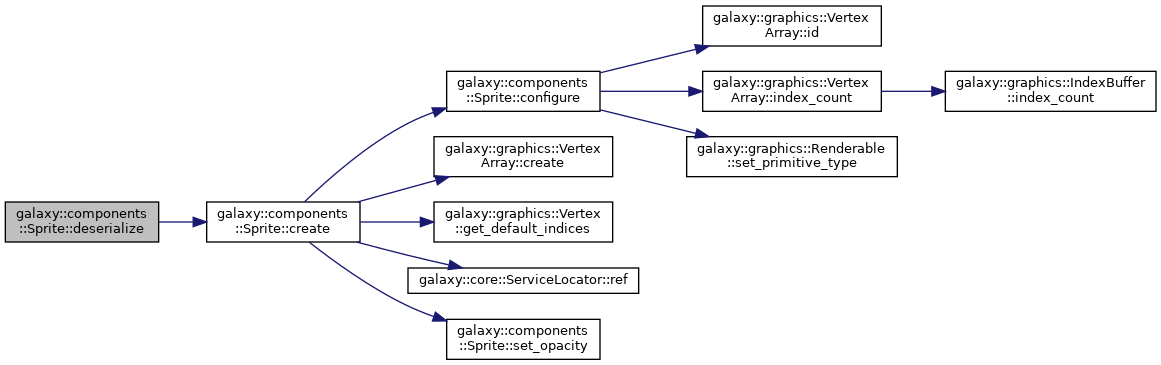 galaxy::components
::Sprite::deserialize
galaxy::components
::Sprite::create
galaxy::components
::Sprite::configure
galaxy::graphics::Vertex
Array::id
galaxy::graphics::Vertex
Array::index_count
galaxy::graphics::IndexBuffer
::index_count
galaxy::graphics::Renderable
::set_primitive_type
galaxy::graphics::Vertex
Array::create
galaxy::graphics::Vertex
::get_default_indices
galaxy::core::ServiceLocator::ref
galaxy::components
::Sprite::set_opacity